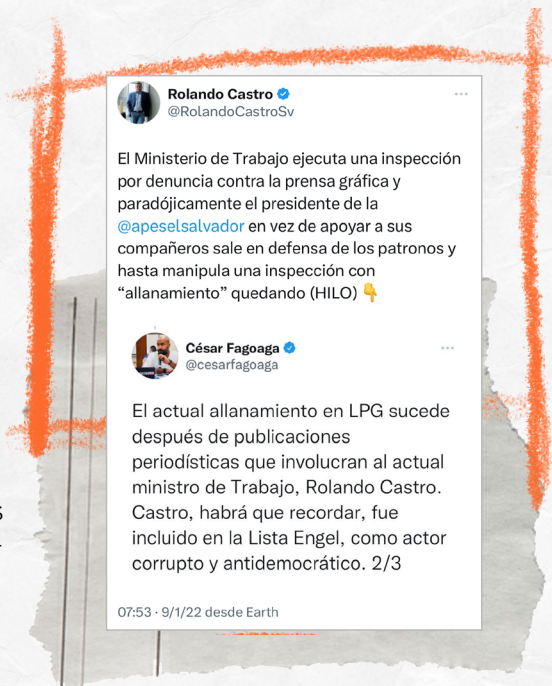 Rolando Castro
@RolandoCastroSv
El Ministerio de Trabajo ejecuta una inspección
por denuncia contra la prensa gráfica y
paradójicamente el presidente de la
@apeselsalvador en vez de apoyar a sus
compañeros sale en defensa de los patronos y
hasta manipula una inspección con
“allanamiento” quedando (HILO) 👇
César Fagoaga
@cesarfagoaga
El actual allanamiento en LPG sucede
después de publicaciones
periodísticas que involucran al actual
ministro de Trabajo, Rolando Castro.
Castro, habrá que recordar, fue
incluido en la Lista Engel, como actor
corrupto y antidemocrático. 2/3
07:53 · 9/1/22 desde Earth